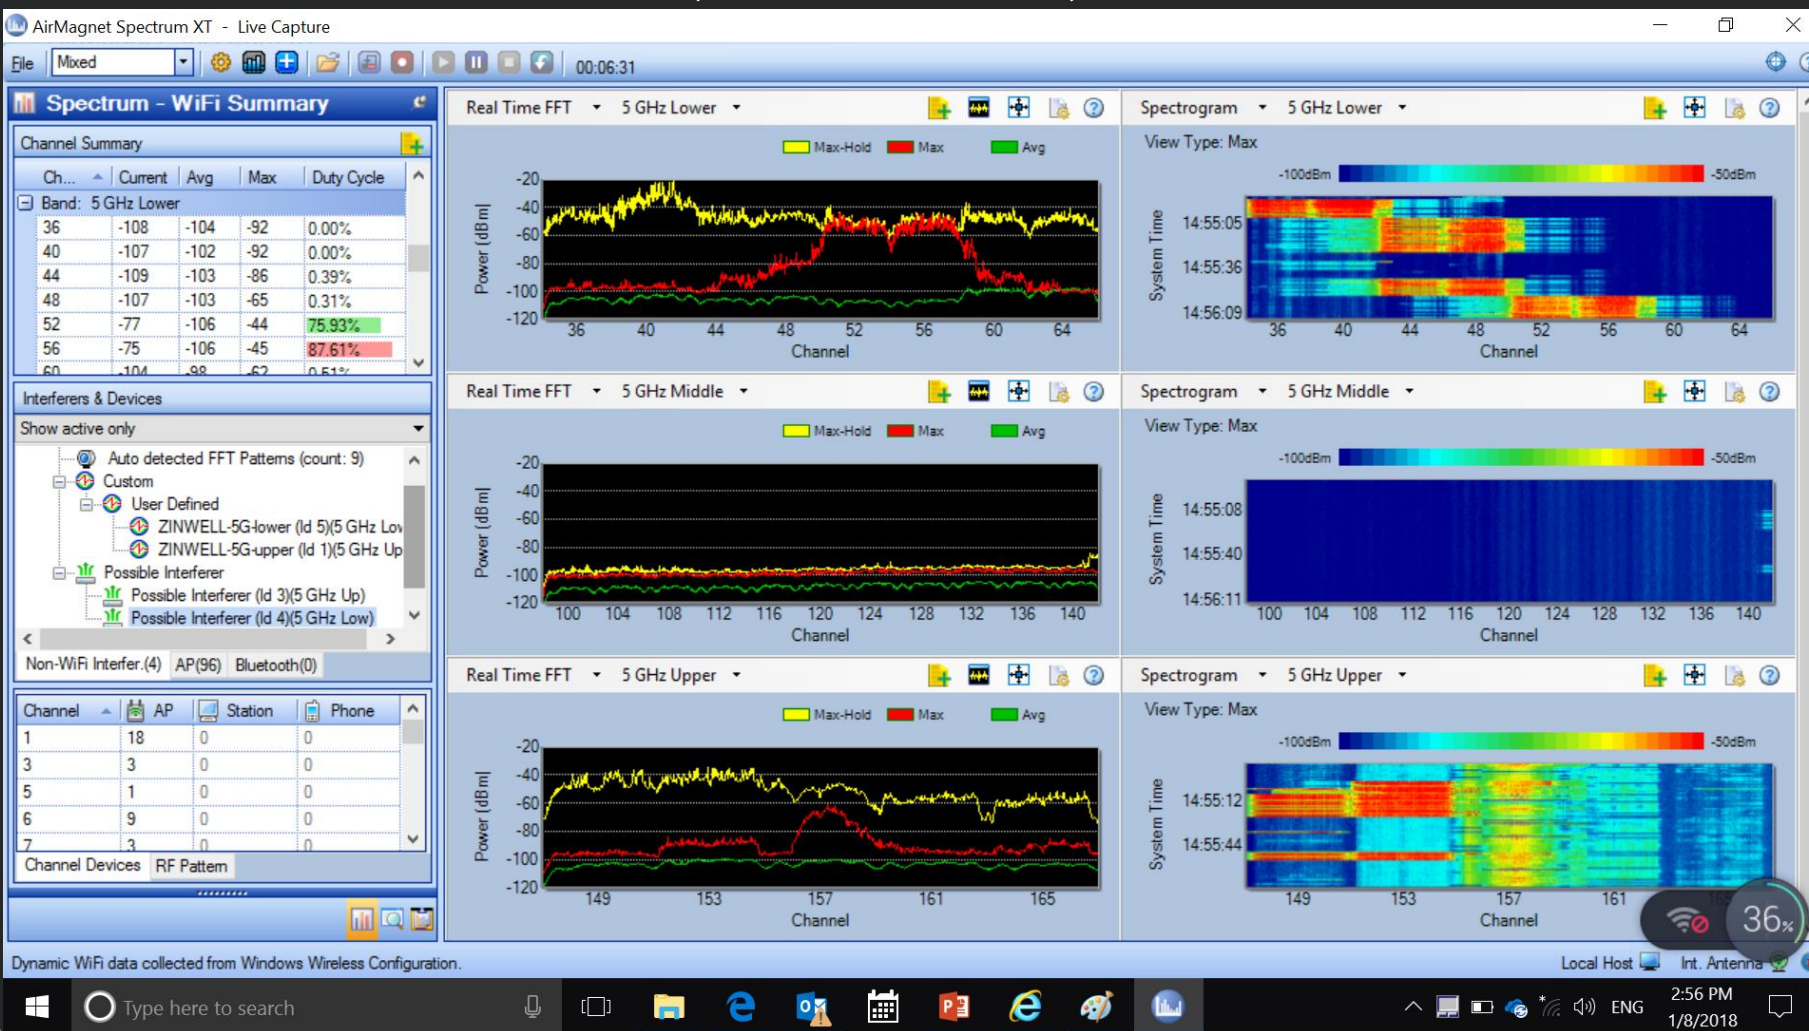 AirMagnet Spectrum XT - Live Capture
File Mixed 00:06:31
Spectrum - WiFi Summary
Channel Summary
Ch... Current Avg Max Duty Cycle
Band: 5 GHz Lower
36 -108 -104 -92 0.00%
40 -107 -102 -92 0.00%
44 -109 -103 -86 0.39%
48 -107 -103 -65 0.31%
52 -77 -106 -44 75.93%
56 -75 -106 -45 87.61%
60 -104 -98 -62 0.51%
Interferers & Devices
Show active only
Auto detected FFT Patterns (count: 9)
Custom
User Defined
ZINWELL-5G-lower (Id 5)(5 GHz Lov
ZINWELL-5G-upper (Id 1)(5 GHz Up
Possible Interferer
Possible Interferer (Id 3)(5 GHz Up)
Possible Interferer (Id 4)(5 GHz Low)
Non-WiFi Interfer.(4) AP(96) Bluetooth(0)
Channel AP Station Phone
1 18 0 0
3 3 0 0
5 1 0 0
6 9 0 0
7 3 0 0
Channel Devices RF Pattern
Real Time FFT 5 GHz Lower
Max-Hold Max Avg
Power (dBm)
-20
-40
-60
-80
-100
-120
36 40 44 48 52 56 60 64
Channel
Spectrogram 5 GHz Lower
View Type: Max
-100dBm -50dBm
System Time
14:55:05
14:55:36
14:56:09
36 40 44 48 52 56 60 64
Channel
Real Time FFT 5 GHz Middle
Max-Hold Max Avg
Power (dBm)
-20
-40
-60
-80
-100
-120
100 104 108 112 116 120 124 128 132 136 140
Channel
Spectrogram 5 GHz Middle
View Type: Max
-100dBm -50dBm
System Time
14:55:08
14:55:40
14:56:11
100 104 108 112 116 120 124 128 132 136 140
Channel
Real Time FFT 5 GHz Upper
Max-Hold Max Avg
Power (dBm)
-20
-40
-60
-80
-100
-120
149 153 157 161 165
Channel
Spectrogram 5 GHz Upper
View Type: Max
-100dBm -50dBm
System Time
14:55:12
14:55:44
149 153 157 161
Channel
36%
Dynamic WiFi data collected from Windows Wireless Configuration.
Local Host Int. Antenna
Type here to search
ENG
2:56 PM
1/8/2018